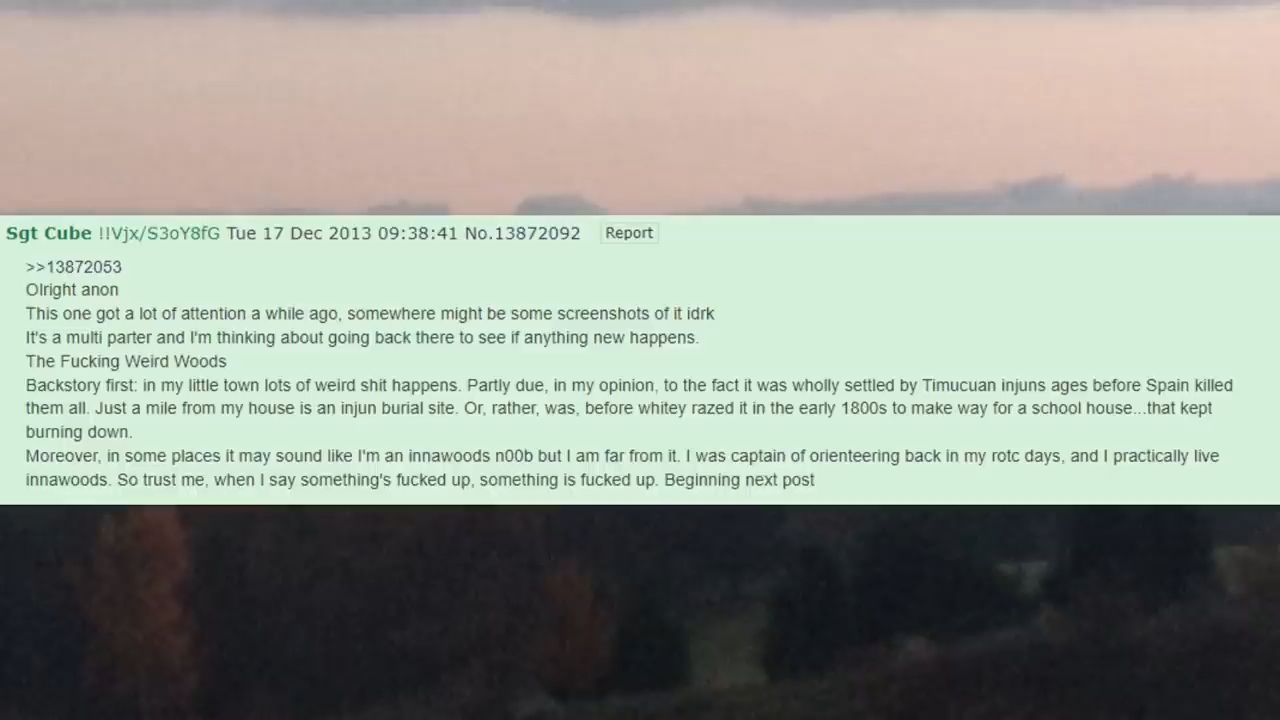 Sgt Cube !!Vjx/S3oY8fG Tue 17 Dec 2013 09:38:41 No.13872092 Report
>>13872053
Olright anon
This one got a lot of attention a while ago, somewhere might be some screenshots of it idrk
It's a multi parter and I'm thinking about going back there to see if anything new happens.
The Fucking Weird Woods
Backstory first: in my little town lots of weird shit happens. Partly due, in my opinion, to the fact it was wholly settled by Timucuan injuns ages before Spain killed
them all. Just a mile from my house is an injun burial site. Or, rather, was, before whitey razed it in the early 1800s to make way for a school house...that kept
burning down.
Moreover, in some places it may sound like I'm an innawoods n00b but I am far from it. I was captain of orienteering back in my rotc days, and I practically live
innawoods. So trust me, when I say something's fucked up, something is fucked up. Beginning next post